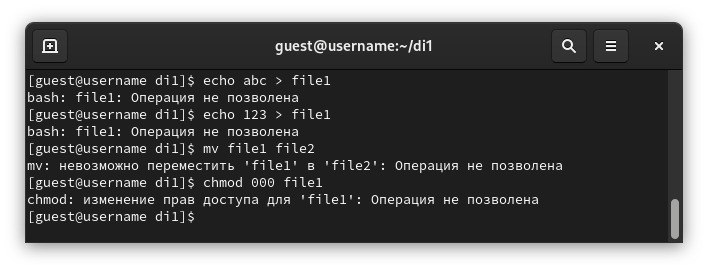 guest@username:~/di1
[guest@username di1]$ echo abc > file1
bash: file1: Операция не позволена
[guest@username di1]$ echo 123 > file1
bash: file1: Операция не позволена
[guest@username di1]$ mv file1 file2
mv: невозможно переместить 'file1' в 'file2': Операция не позволена
[guest@username di1]$ chmod 000 file1
chmod: изменение прав доступа для 'file1': Операция не позволена
[guest@username di1]$